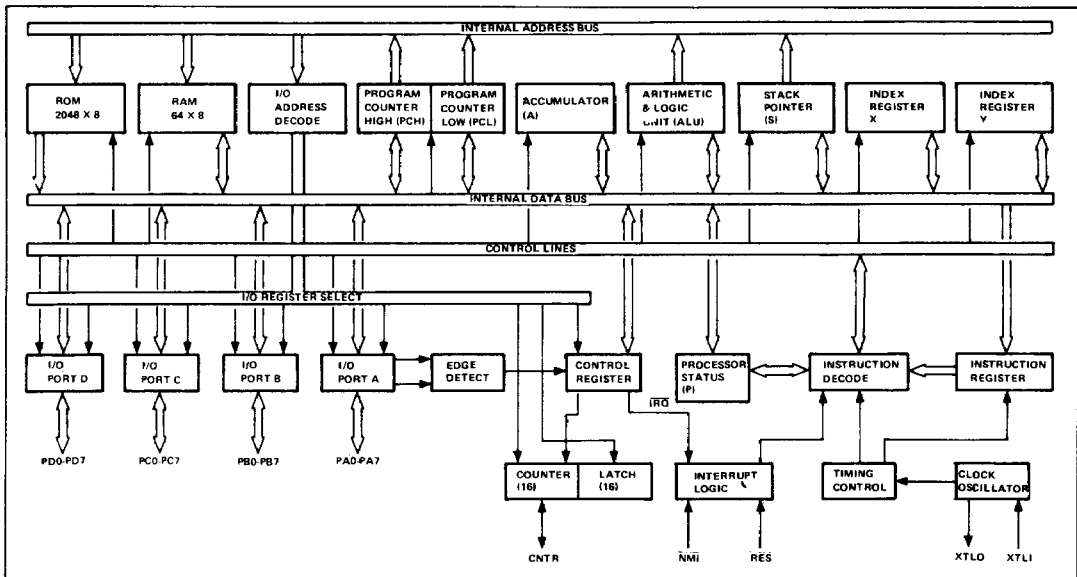 INTERNAL ADDRESS BUS
ROM
2048 X 8
RAM
64 X 8
I/O
ADDRESS
DECODE
PROGRAM
COUNTER
HIGH (PCH)
PROGRAM
COUNTER
LOW (PCL)
ACCUMULATOR
(A)
ARITHMETIC
& LOGIC
UNIT (ALU)
STACK
POINTER
(S)
INDEX
REGISTER
X
INDEX
REGISTER
Y
INTERNAL DATA BUS
CONTROL LINES
I/O REGISTER SELECT
I/O
PORT D
I/O
PORT C
I/O
PORT B
I/O
PORT A
EDGE
DETECT
CONTROL
REGISTER
PROCESSOR
STATUS
(P)
INSTRUCTION
DECODE
INSTRUCTION
REGISTER
IRQ
PD0-PD7
PC0-PC7
PB0-PB7
PA0-PA7
COUNTER
(16)
LATCH
(16)
INTERRUPT
LOGIC
TIMING
CONTROL
CLOCK
OSCILLATOR
CNTR
NMI
RES
XTLO
XTLI